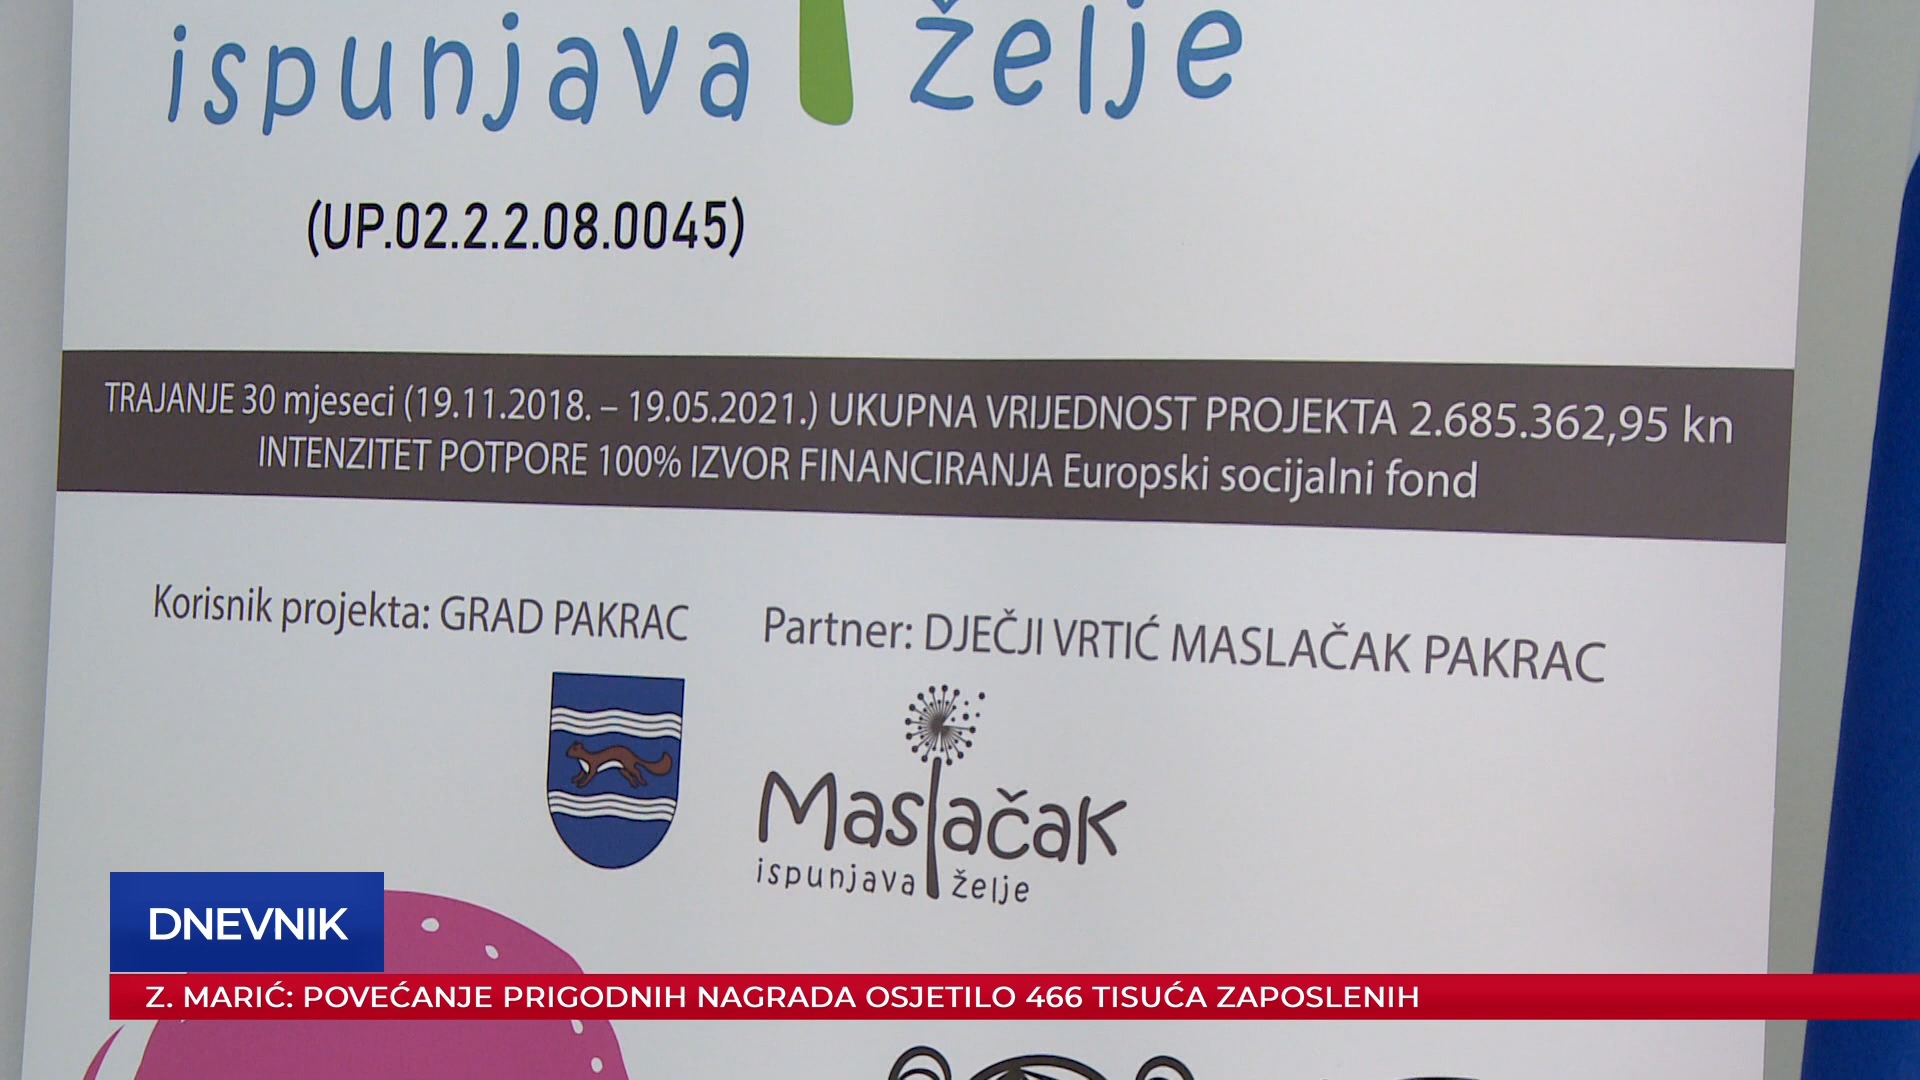 ispunjava želje
(UP.02.2.2.08.0045)
TRAJANJE 30 mjeseci (19.11.2018. – 19.05.2021.) UKUPNA VRIJEDNOST PROJEKTA 2.685.362,95 kn
INTENZITET POTPORE 100% IZVOR FINANCIRANJA Europski socijalni fond
Korisnik projekta: GRAD PAKRAC
Partner: DJEČJI VRTIĆ MASLAČAK PAKRAC
Maslačak
ispunjava želje
DNEVNIK
Z. MARIĆ: POVEĆANJE PRIGODNIH NAGRADA OSJETILO 466 TISUĆA ZAPOSLENIH